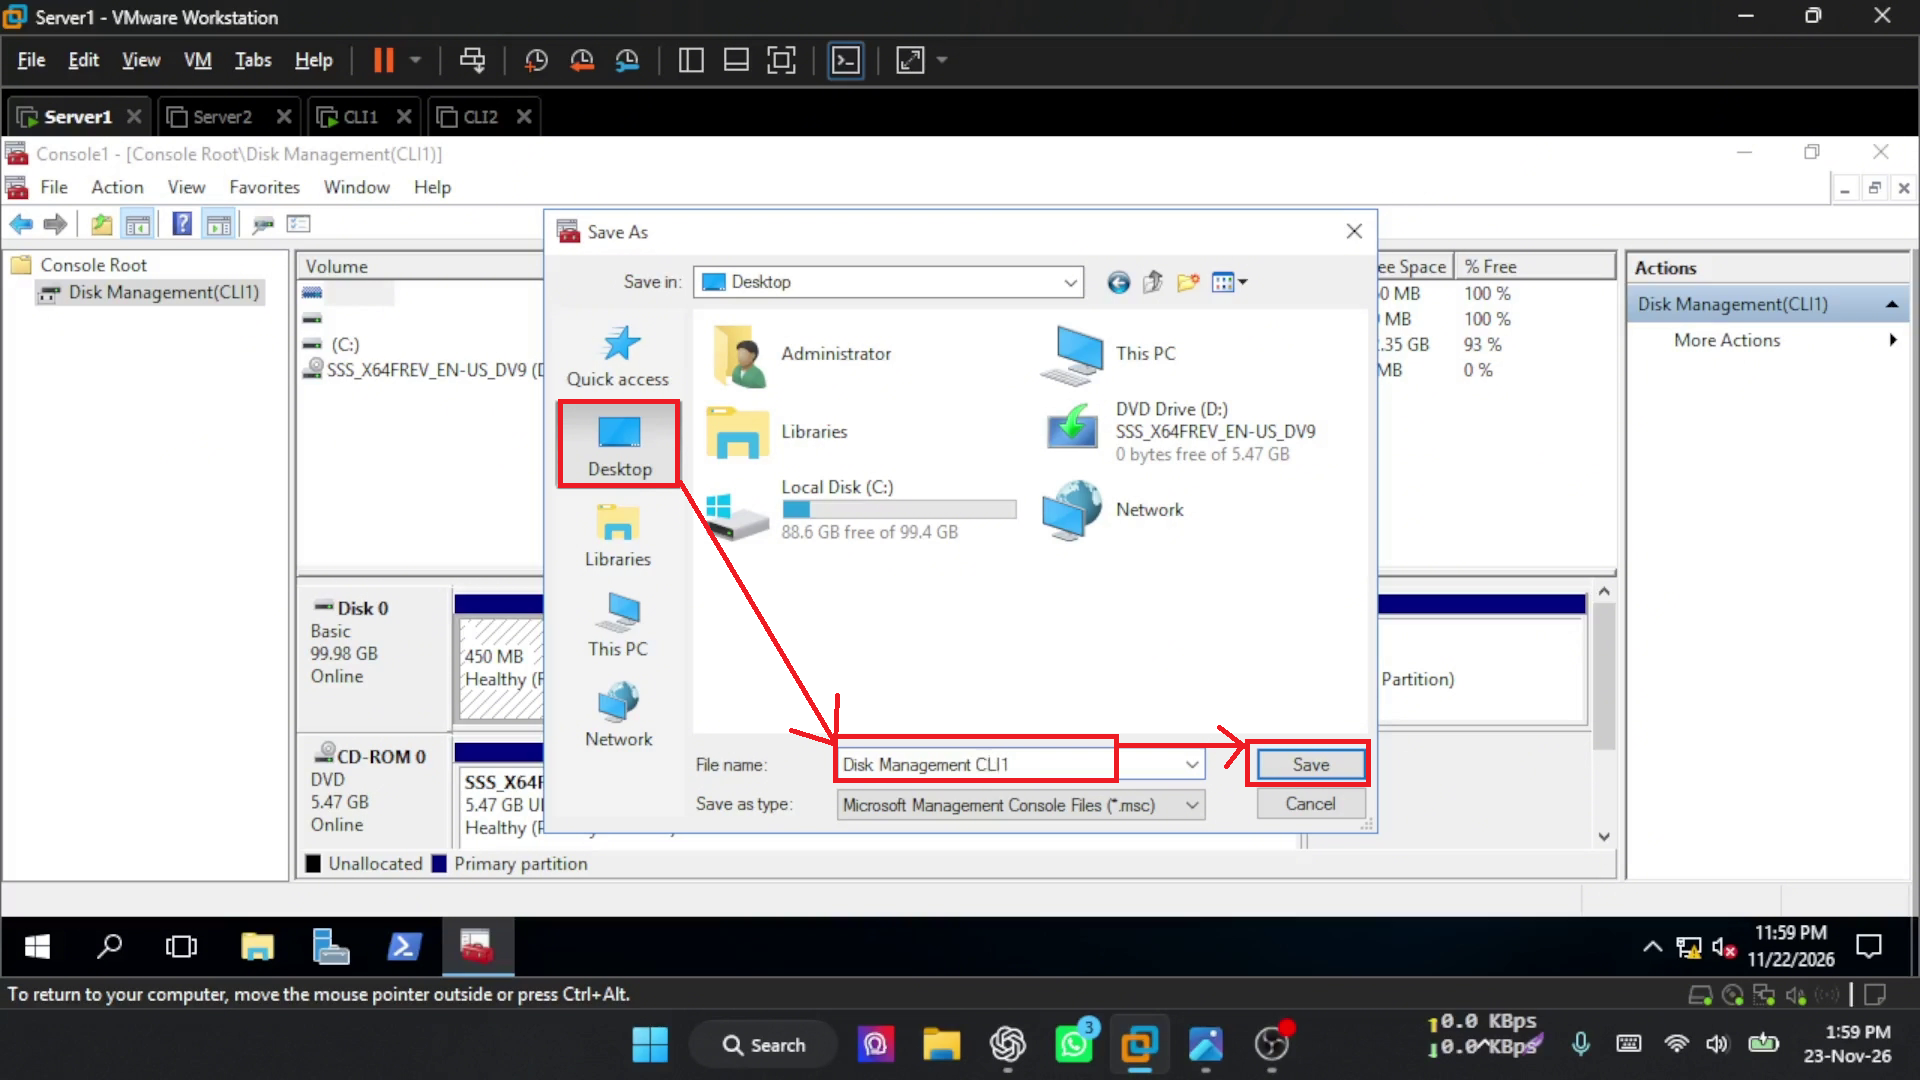 Server1 - VMware Workstation
File Edit View VM Tabs Help
Server1 Server2 CLI1 CLI2
Console1 - [Console Root\Disk Management(CLI1)]
File Action View Favorites Window Help
Console Root
Disk Management(CLI1)
Volume
(C:)
SSS_X64FREV_EN-US_DV9 (
Save As
Save in: Desktop
Quick access
Desktop
Libraries
This PC
Network
Administrator
This PC
Libraries
DVD Drive (D:)
SSS_X64FREV_EN-US_DV9
0 bytes free of 5.47 GB
Local Disk (C:)
88.6 GB free of 99.4 GB
Network
File name: Disk Management CLI1
Save as type: Microsoft Management Console Files (*.msc)
Save
Cancel
ee Space % Free
0 MB 100 %
MB 100 %
.35 GB 93 %
MB 0 %
Actions
Disk Management(CLI1)
More Actions
Disk 0
Basic
99.98 GB
Online
450 MB
Healthy (
Partition)
CD-ROM 0
DVD
5.47 GB
Online
SSS_X64F
5.47 GB U
Healthy (
Unallocated Primary partition
11:59 PM
11/22/2026
To return to your computer, move the mouse pointer outside or press Ctrl+Alt.
Search
3
0.0 KBps
0.0 KBps
1:59 PM
23-Nov-26